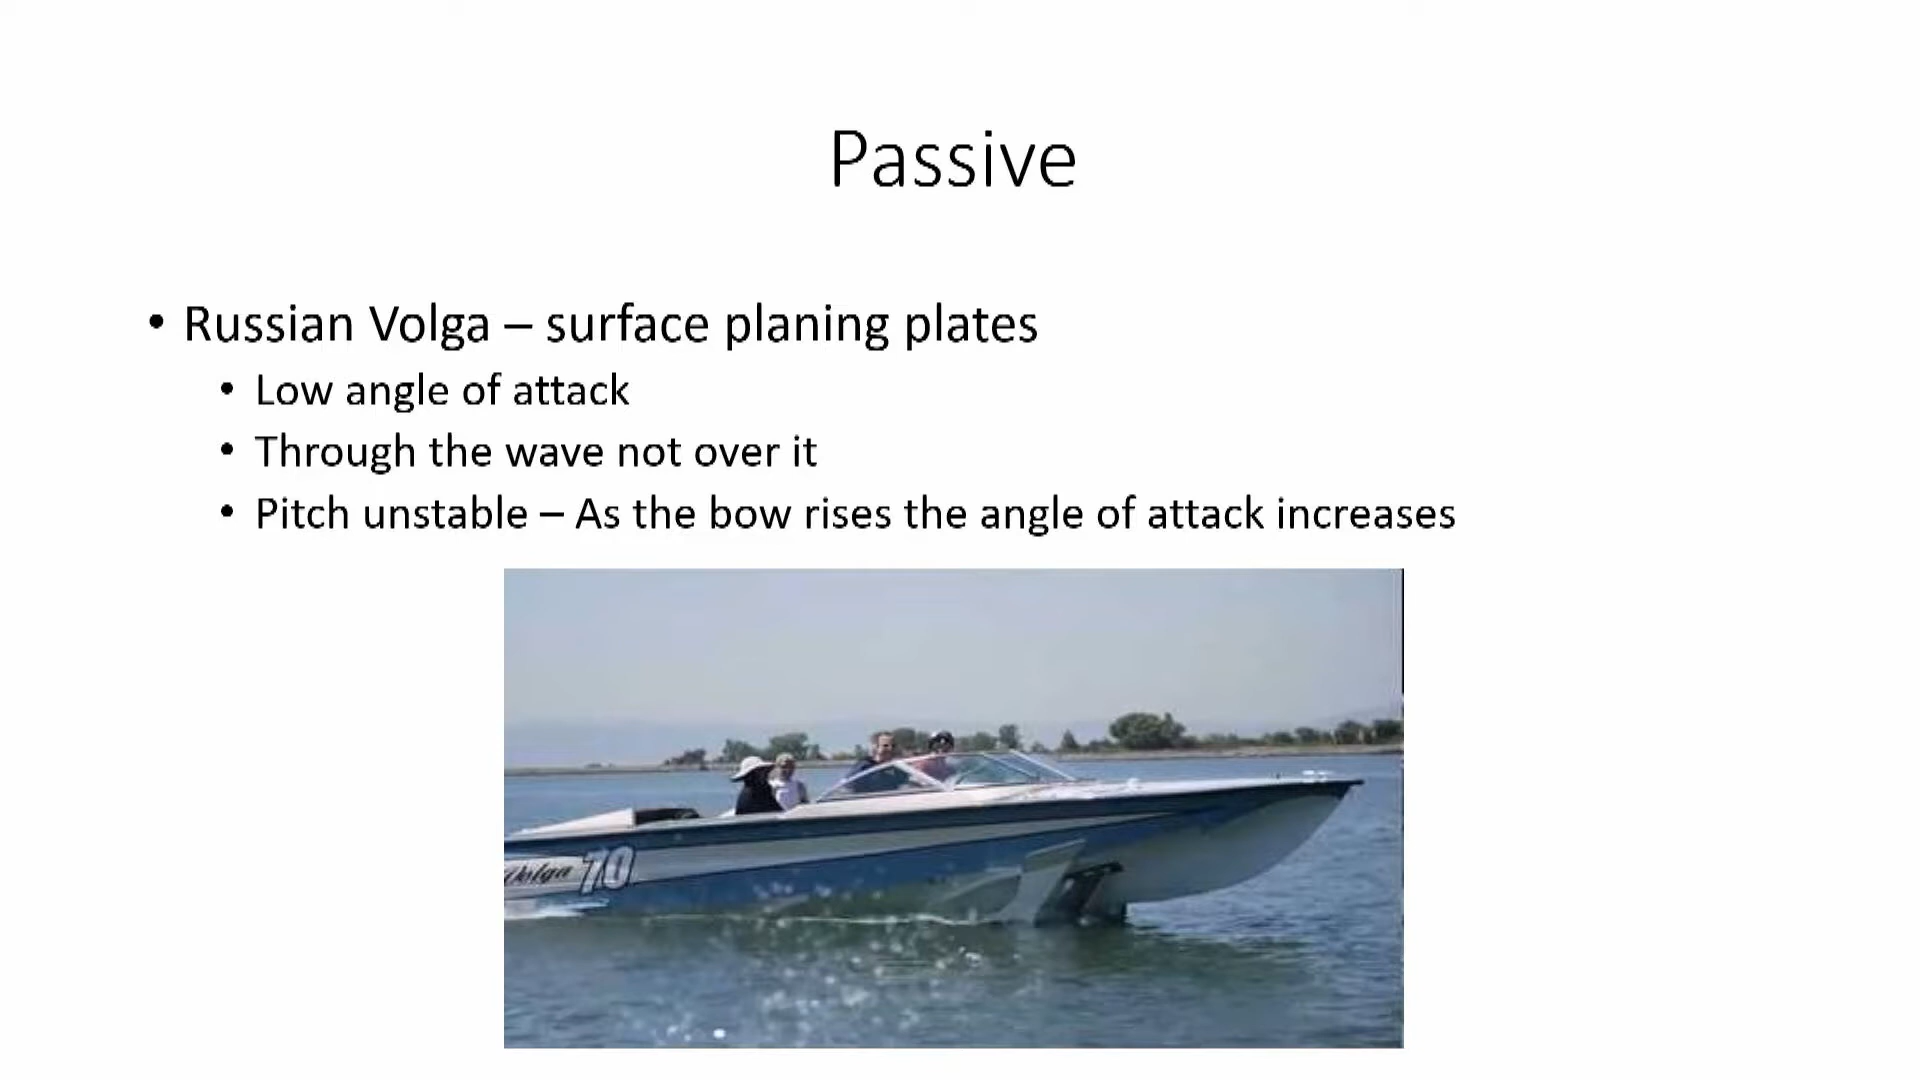 Passive
• Russian Volga – surface planing plates
• Low angle of attack
• Through the wave not over it
• Pitch unstable – As the bow rises the angle of attack increases
Volga 70